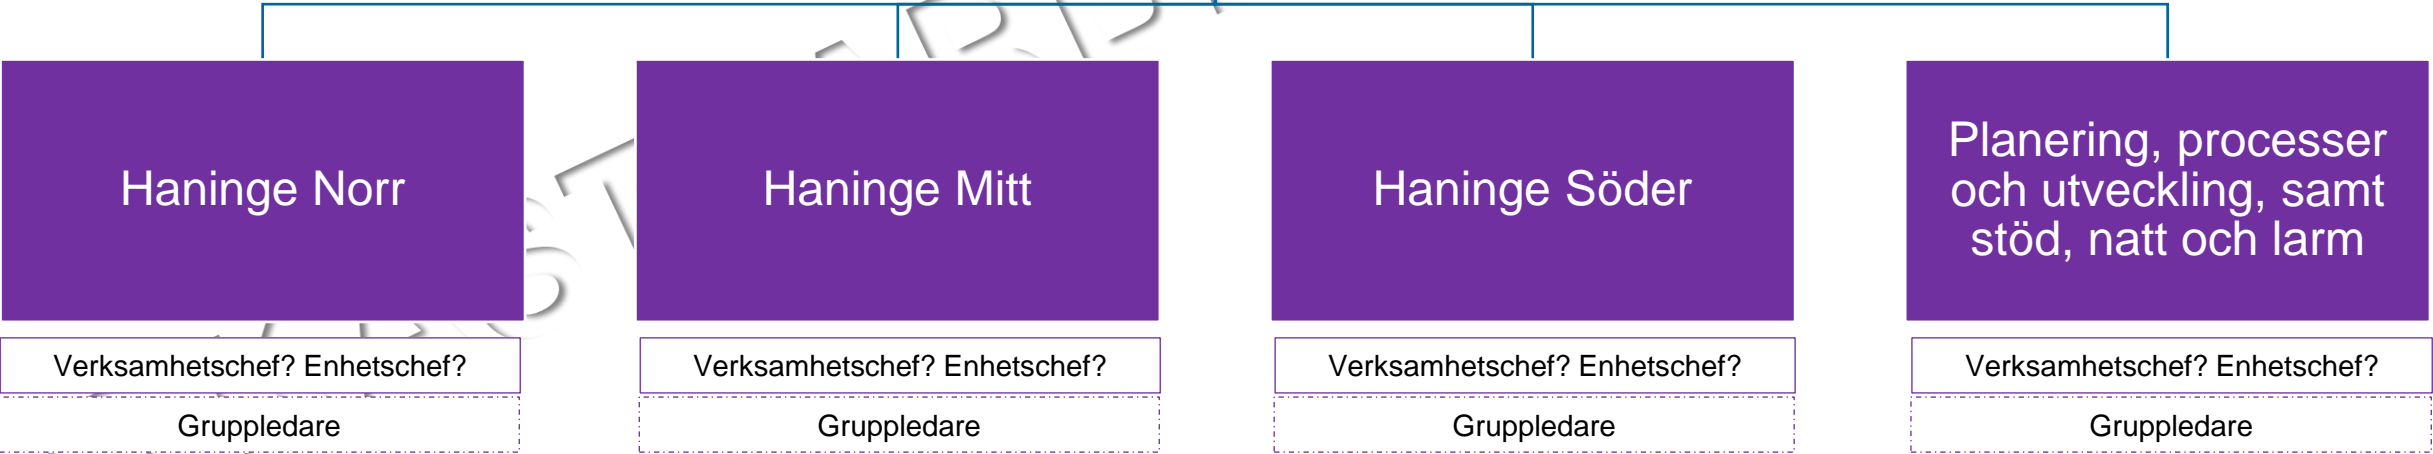 Haninge Norr
Haninge Mitt
Haninge Söder
Planering, processer
och utveckling, samt
stöd, natt och larm
Verksamhetschef? Enhetschef?
Verksamhetschef? Enhetschef?
Verksamhetschef? Enhetschef?
Verksamhetschef? Enhetschef?
Gruppledare
Gruppledare
Gruppledare
Gruppledare